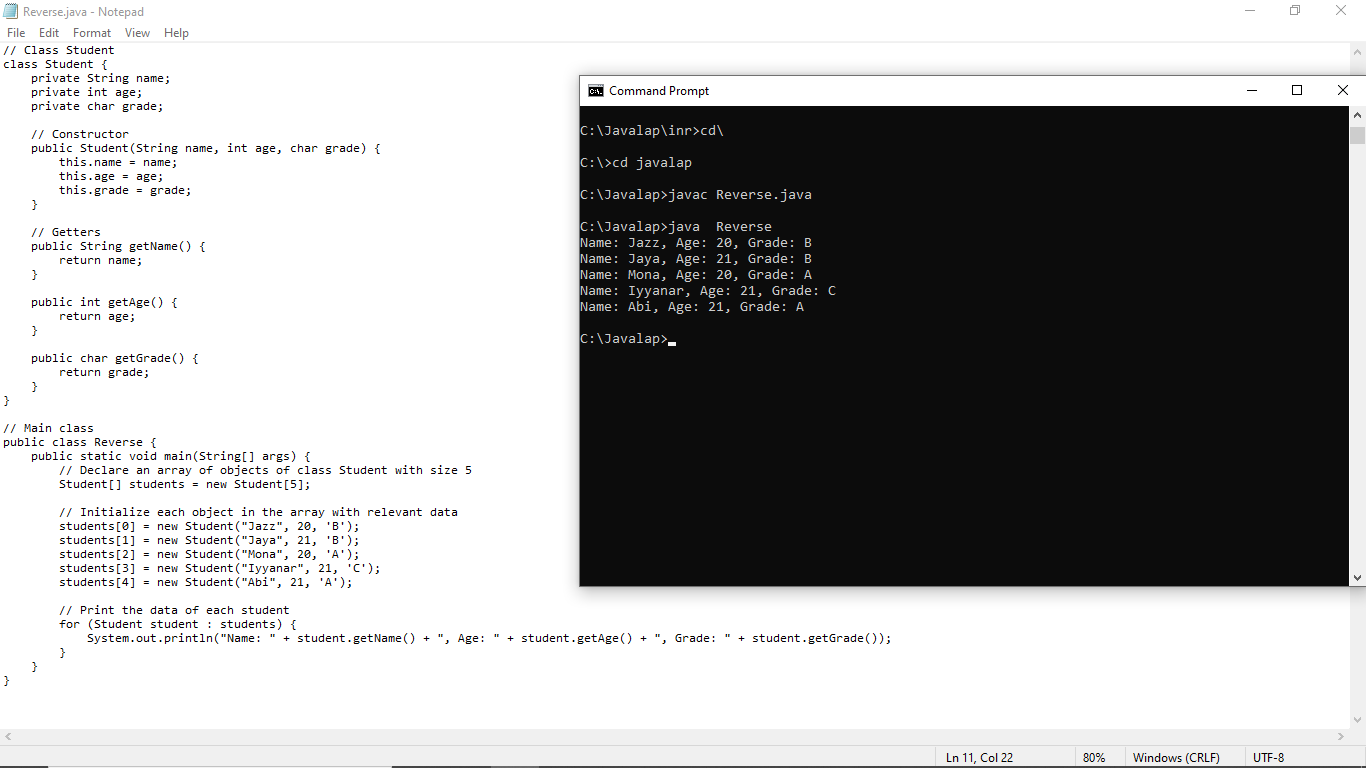 Reverse.java - Notepad
File Edit Format View Help
// Class Student
class Student {
    private String name;
    private int age;
    private char grade;

    // Constructor
    public Student(String name, int age, char grade) {
        this.name = name;
        this.age = age;
        this.grade = grade;
    }

    // Getters
    public String getName() {
        return name;
    }

    public int getAge() {
        return age;
    }

    public char getGrade() {
        return grade;
    }
}

// Main class
public class Reverse {
    public static void main(String[] args) {
        // Declare an array of objects of class Student with size 5
        Student[] students = new Student[5];

        // Initialize each object in the array with relevant data
        students[0] = new Student("Jazz", 20, 'B');
        students[1] = new Student("Jaya", 21, 'B');
        students[2] = new Student("Mona", 20, 'A');
        students[3] = new Student("Iyyanar", 21, 'C');
        students[4] = new Student("Abi", 21, 'A');

        // Print the data of each student
        for (Student student : students) {
            System.out.println("Name: " + student.getName() + ", Age: " + student.getAge() + ", Grade: " + student.getGrade());
        }
    }
}
Command Prompt
C:\Javalap\inr>cd\
C:\>cd javalap
C:\Javalap>javac Reverse.java
C:\Javalap>java  Reverse
Name: Jazz, Age: 20, Grade: B
Name: Jaya, Age: 21, Grade: B
Name: Mona, Age: 20, Grade: A
Name: Iyyanar, Age: 21, Grade: C
Name: Abi, Age: 21, Grade: A
C:\Javalap>
Ln 11, Col 22 80% Windows (CRLF) UTF-8